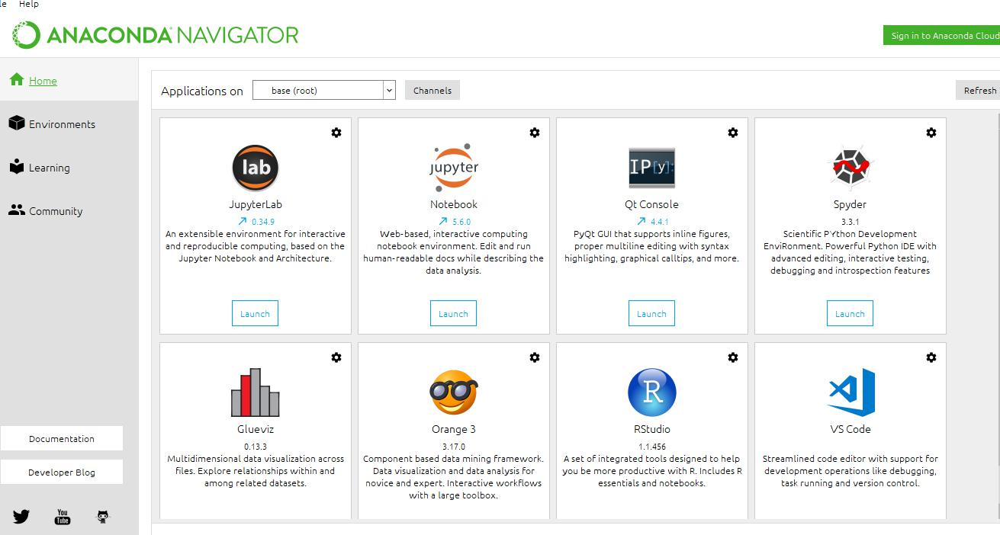 Help
ANACONDA NAVIGATOR
Sign in to Anaconda Cloud
Home
Environments
Learning
Community
Documentation
Developer Blog
You
Tube
Applications on
base (root)
Channels
Refresh
lab
JupyterLab
0.34.9
An extensible environment for interactive
and reproducible computing, based on the
Jupyter Notebook and Architecture.
Launch
jupyter
Notebook
5.6.0
Web-based, interactive computing
notebook environment. Edit and run
human-readable docs while describing the
data analysis.
Launch
IP[y]:
Qt Console
4.4.1
PyQt GUI that supports inline figures,
proper multiline editing with syntax
highlighting, graphical calltips, and more.
Launch
Spyder
3.3.1
Scientific PYthon Development
EnviRonment. Powerful Python IDE with
advanced editing, interactive testing,
debugging and introspection features
Launch
Glueviz
0.13.3
Multidimensional data visualization across
files. Explore relationships within and
among related datasets.
Orange 3
3.17.0
Component based data mining framework.
Data visualization and data analysis for
novice and expert. Interactive workflows
with a large toolbox.
R
RStudio
1.1.456
A set of integrated tools designed to help
you be more productive with R. Includes R
essentials and notebooks.
VS Code
Streamlined code editor with support for
development operations like debugging,
task running and version control.